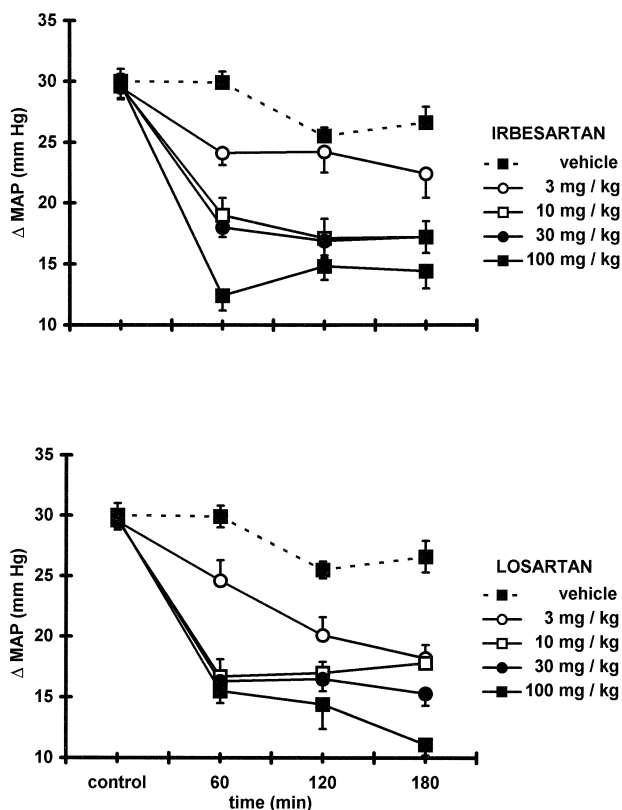 35
30
25
20
15
10
Δ MAP (mm Hg)
IRBESARTAN
vehicle
3 mg / kg
10 mg / kg
30 mg / kg
100 mg / kg
35
30
25
20
15
10
Δ MAP (mm Hg)
LOSARTAN
vehicle
3 mg / kg
10 mg / kg
30 mg / kg
100 mg / kg
control 60 120 180
time (min)